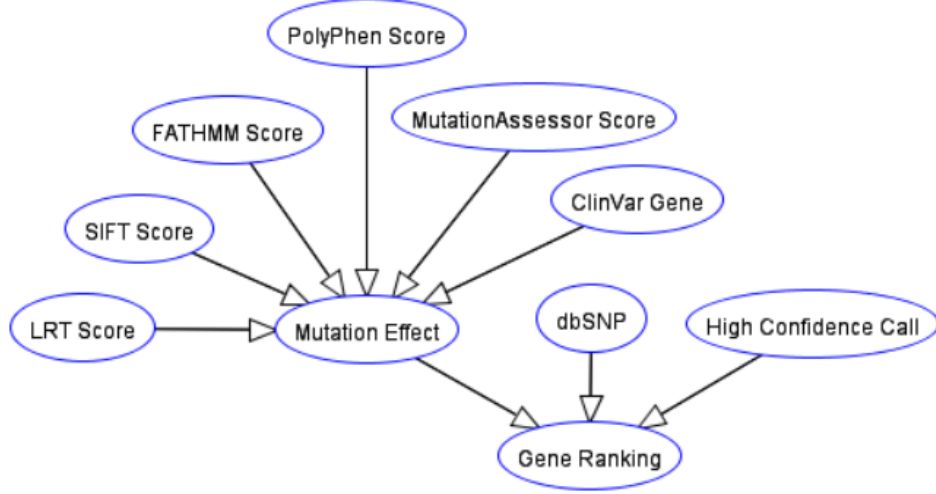 PolyPhen Score
MutationAssessor Score
FATHMM Score
ClinVar Gene
SIFT Score
dbSNP
High Confidence Call
LRT Score
Mutation Effect
Gene Ranking